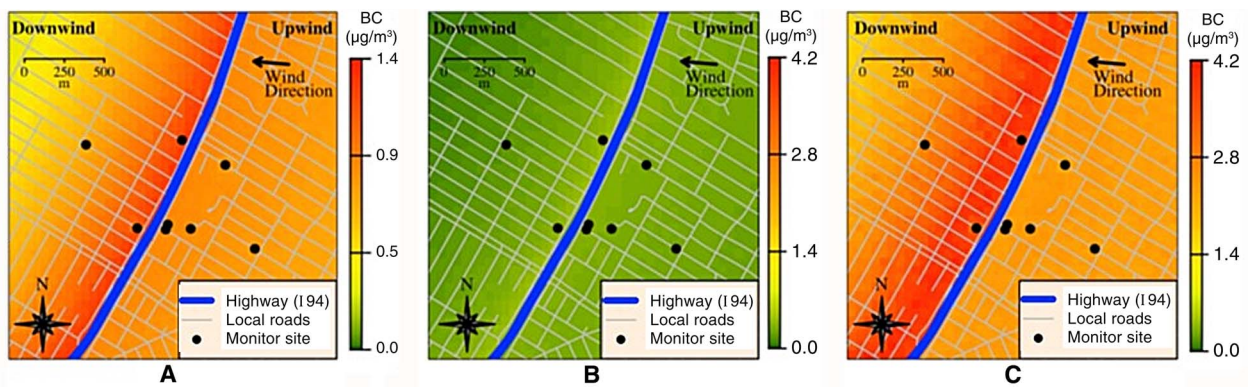 Downwind
Upwind
0 250 500
m
Wind
Direction
N
Highway (I 94)
Local roads
Monitor site
BC
(µg/m³)
1.4
0.9
0.5
0.0
A
Downwind
Upwind
0 250 500
m
Wind
Direction
N
Highway (I 94)
Local roads
Monitor site
BC
(µg/m³)
4.2
2.8
1.4
0.0
B
Downwind
Upwind
0 250 500
m
Wind
Direction
N
Highway (I 94)
Local roads
Monitor site
BC
(µg/m³)
4.2
2.8
1.4
0.0
C